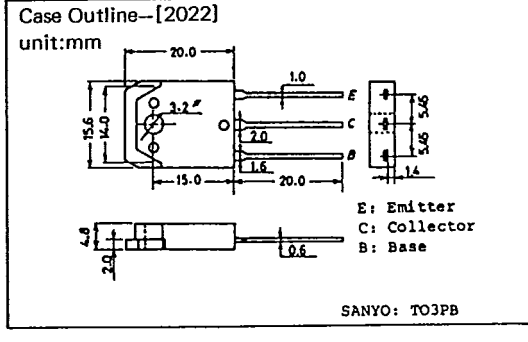 Case Outline—[2022]
unit:mm
20.0
1.0
E
3.2ø
15.6
14.0
C
5.45
2.0
5.45
B
1.6
15.0
20.0
1.4
E: Emitter
C: Collector
B: Base
4.8
2.0
0.6
SANYO: TO3PB